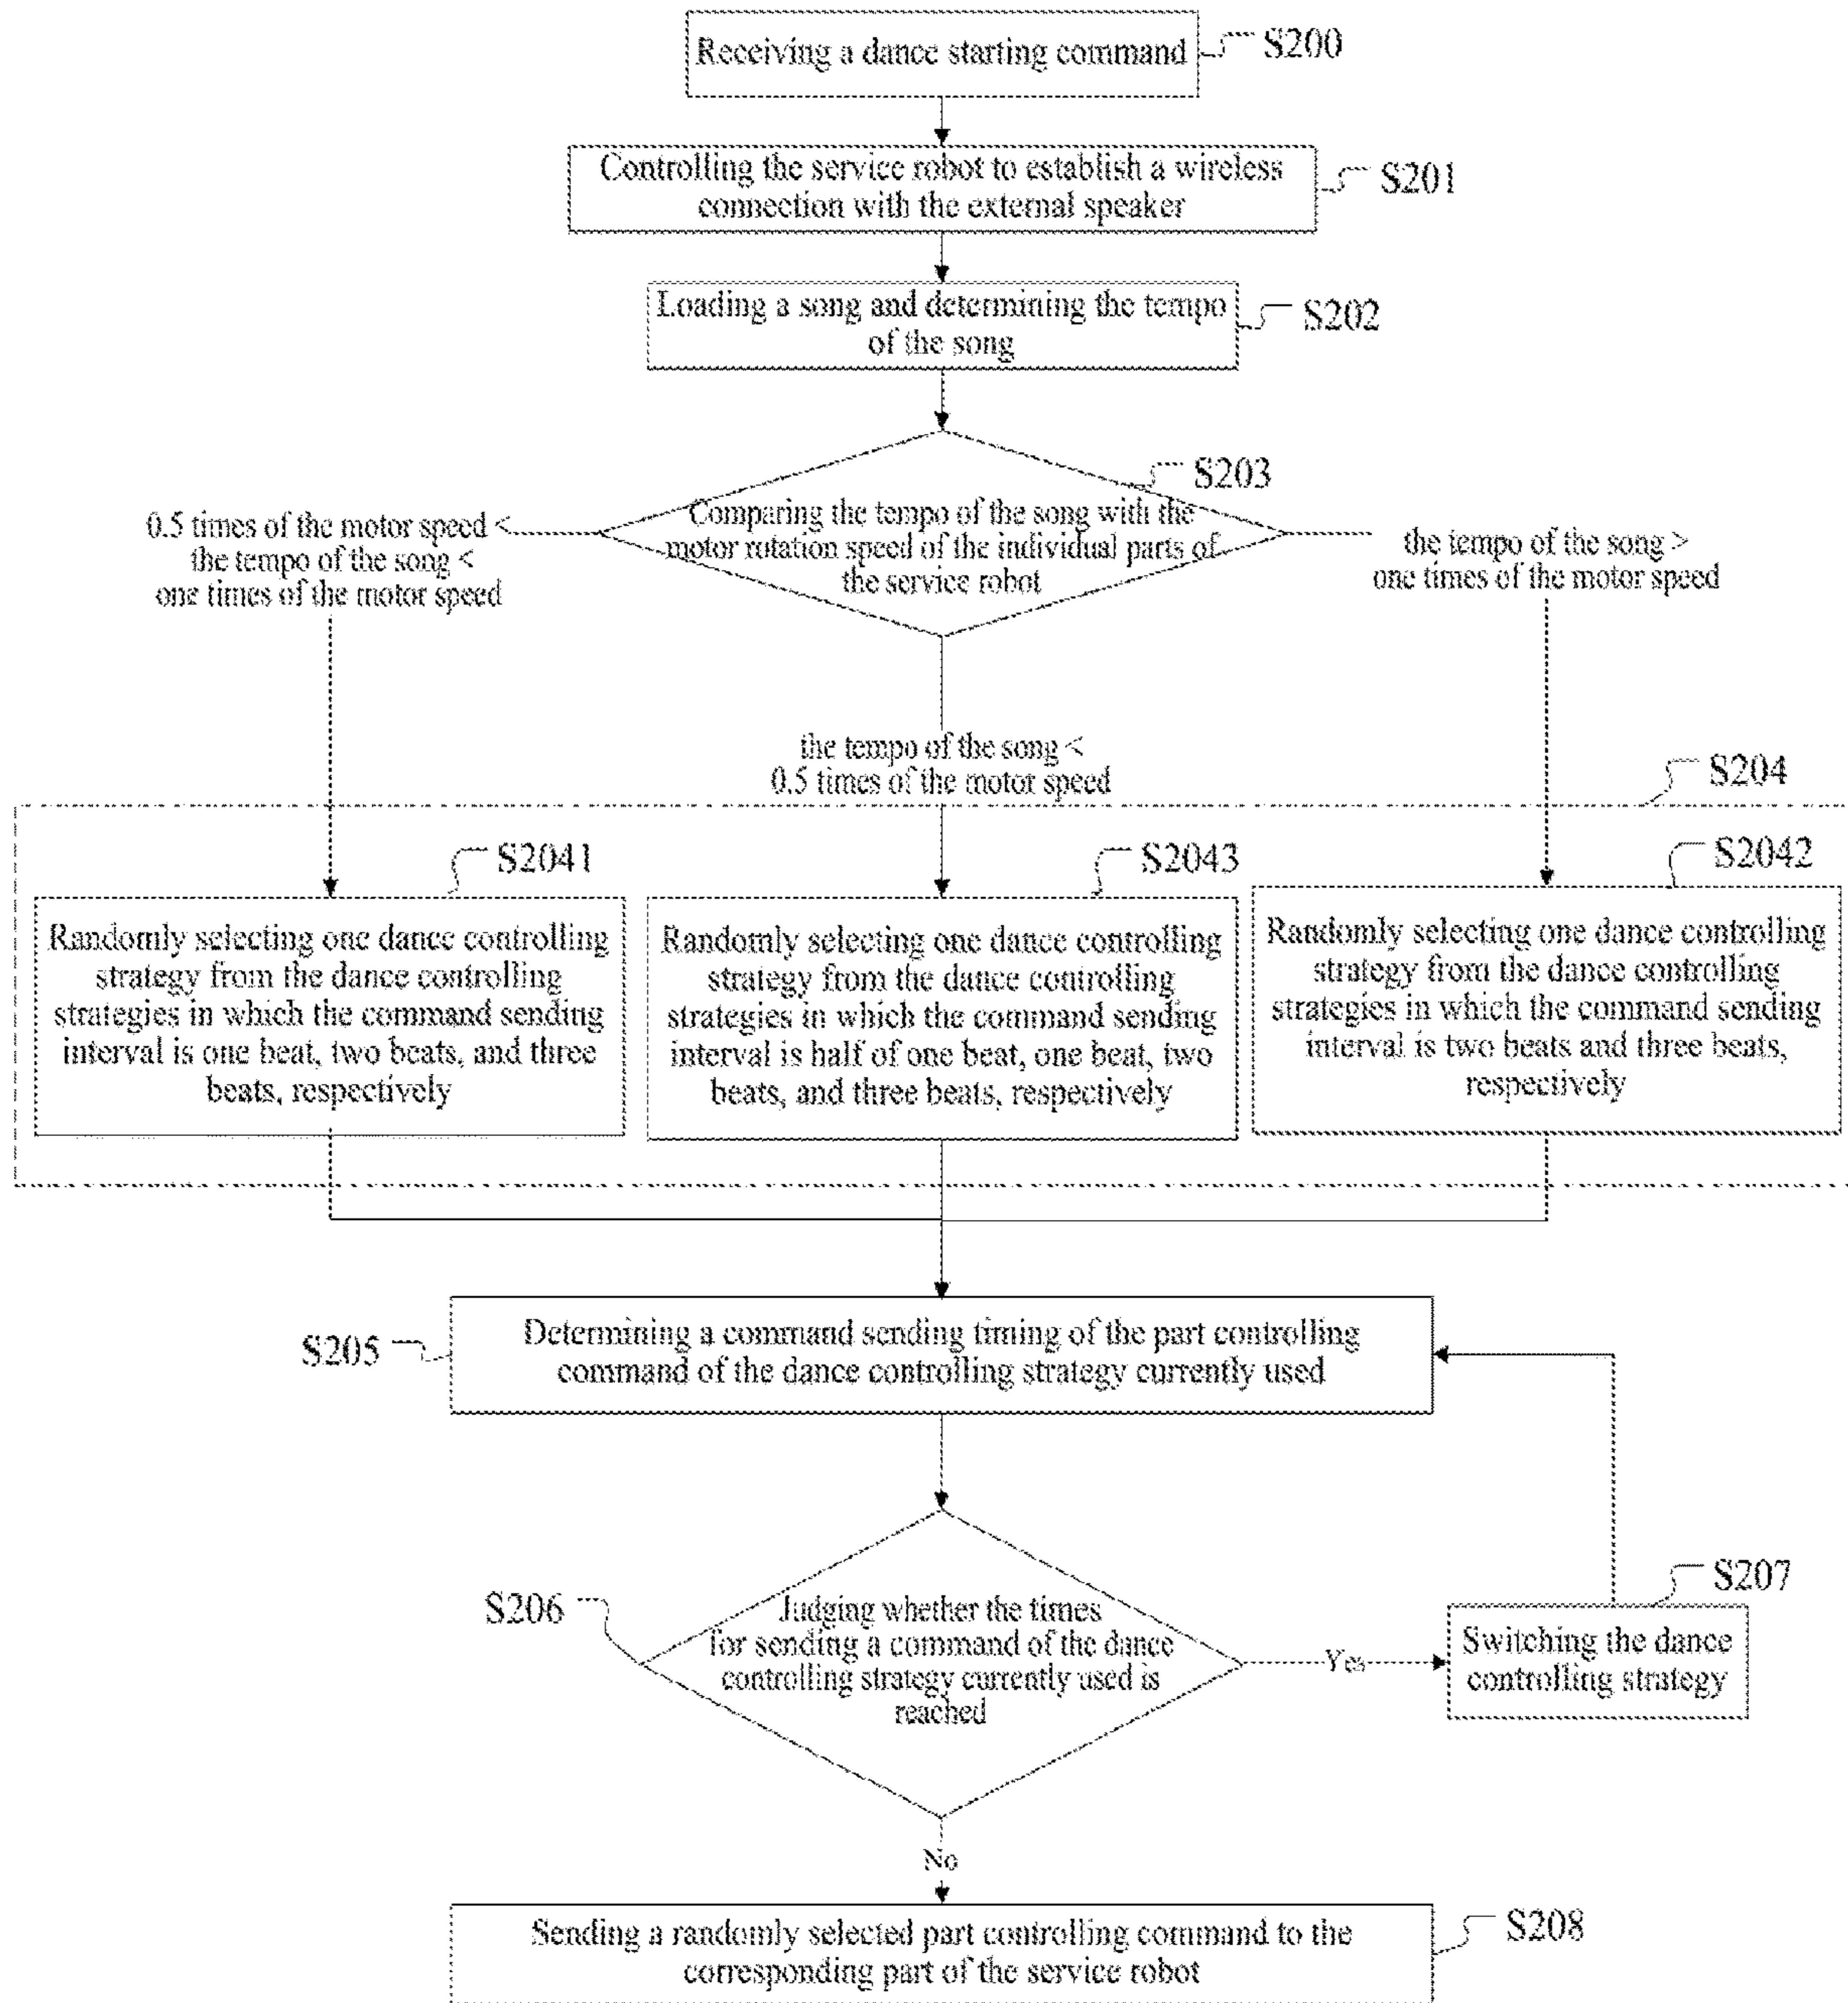 Receiving a dance starting command
S200
Controlling the service robot to establish a wireless
connection with the external speaker
S201
Loading a song and determining the tempo
of the song
S202
S203
Comparing the tempo of the song with the
motor rotation speed of the individual parts of
the service robot
0.5 times of the motor speed <
the tempo of the song <
one times of the motor speed
the tempo of the song >
one times of the motor speed
the tempo of the song <
0.5 times of the motor speed
S204
S2041
S2043
S2042
Randomly selecting one dance controlling
strategy from the dance controlling
strategies in which the command sending
interval is one beat, two beats, and three
beats, respectively
Randomly selecting one dance controlling
strategy from the dance controlling
strategies in which the command sending
interval is half of one beat, one beat, two
beats, and three beats, respectively
Randomly selecting one dance controlling
strategy from the dance controlling
strategies in which the command sending
interval is two beats and three beats,
respectively
S205
Determining a command sending timing of the part controlling
command of the dance controlling strategy currently used
S206
Judging whether the times
for sending a command of the dance
controlling strategy currently used is
reached
Yes
S207
Switching the dance
controlling strategy
No
Sending a randomly selected part controlling command to the
corresponding part of the service robot
S208